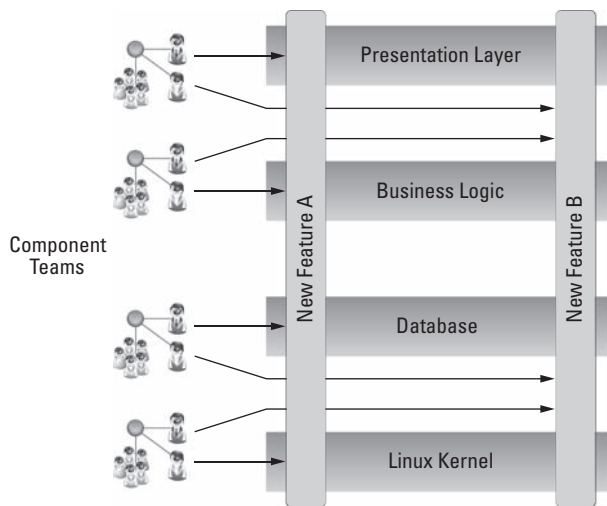 Presentation Layer
Business Logic
Component
Teams
New Feature A
New Feature B
Database
Linux Kernel